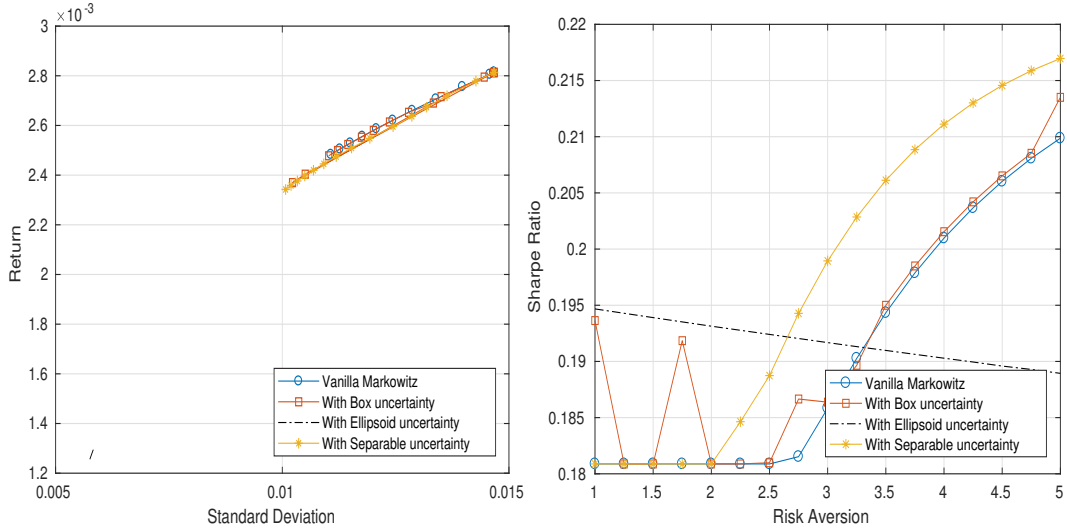 ×10⁻³
3
2.8
2.6
2.4
2.2
2
1.8
1.6
1.4
1.2
0.005
0.01
0.015
Return
Standard Deviation
Vanilla Markowitz
With Box uncertainty
With Ellipsoid uncertainty
With Separable uncertainty
0.22
0.215
0.21
0.205
0.2
0.195
0.19
0.185
0.18
1
1.5
2
2.5
3
3.5
4
4.5
5
Sharpe Ratio
Risk Aversion
Vanilla Markowitz
With Box uncertainty
With Ellipsoid uncertainty
With Separable uncertainty